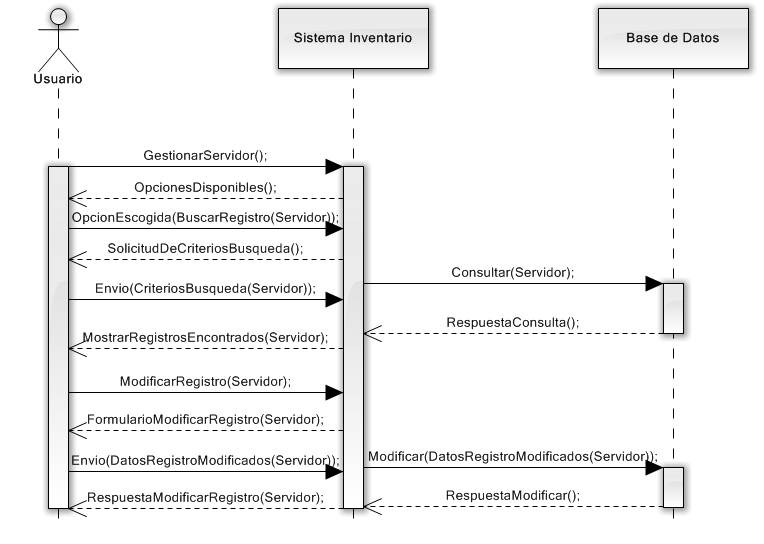 Usuario
Sistema Inventario
Base de Datos
GestionarServidor();
OpcionesDisponibles();
OpcionEscogida(BuscarRegistro(Servidor));
SolicitudDeCriteriosBusqueda();
Consultar(Servidor);
Envio(CriteriosBusqueda(Servidor));
RespuestaConsulta();
MostrarRegistrosEncontrados(Servidor);
ModificarRegistro(Servidor);
FormularioModificarRegistro(Servidor);
Modificar(DatosRegistroModificados(Servidor));
Envio(DatosRegistroModificados(Servidor));
RespuestaModificar();
RespuestaModificarRegistro(Servidor);